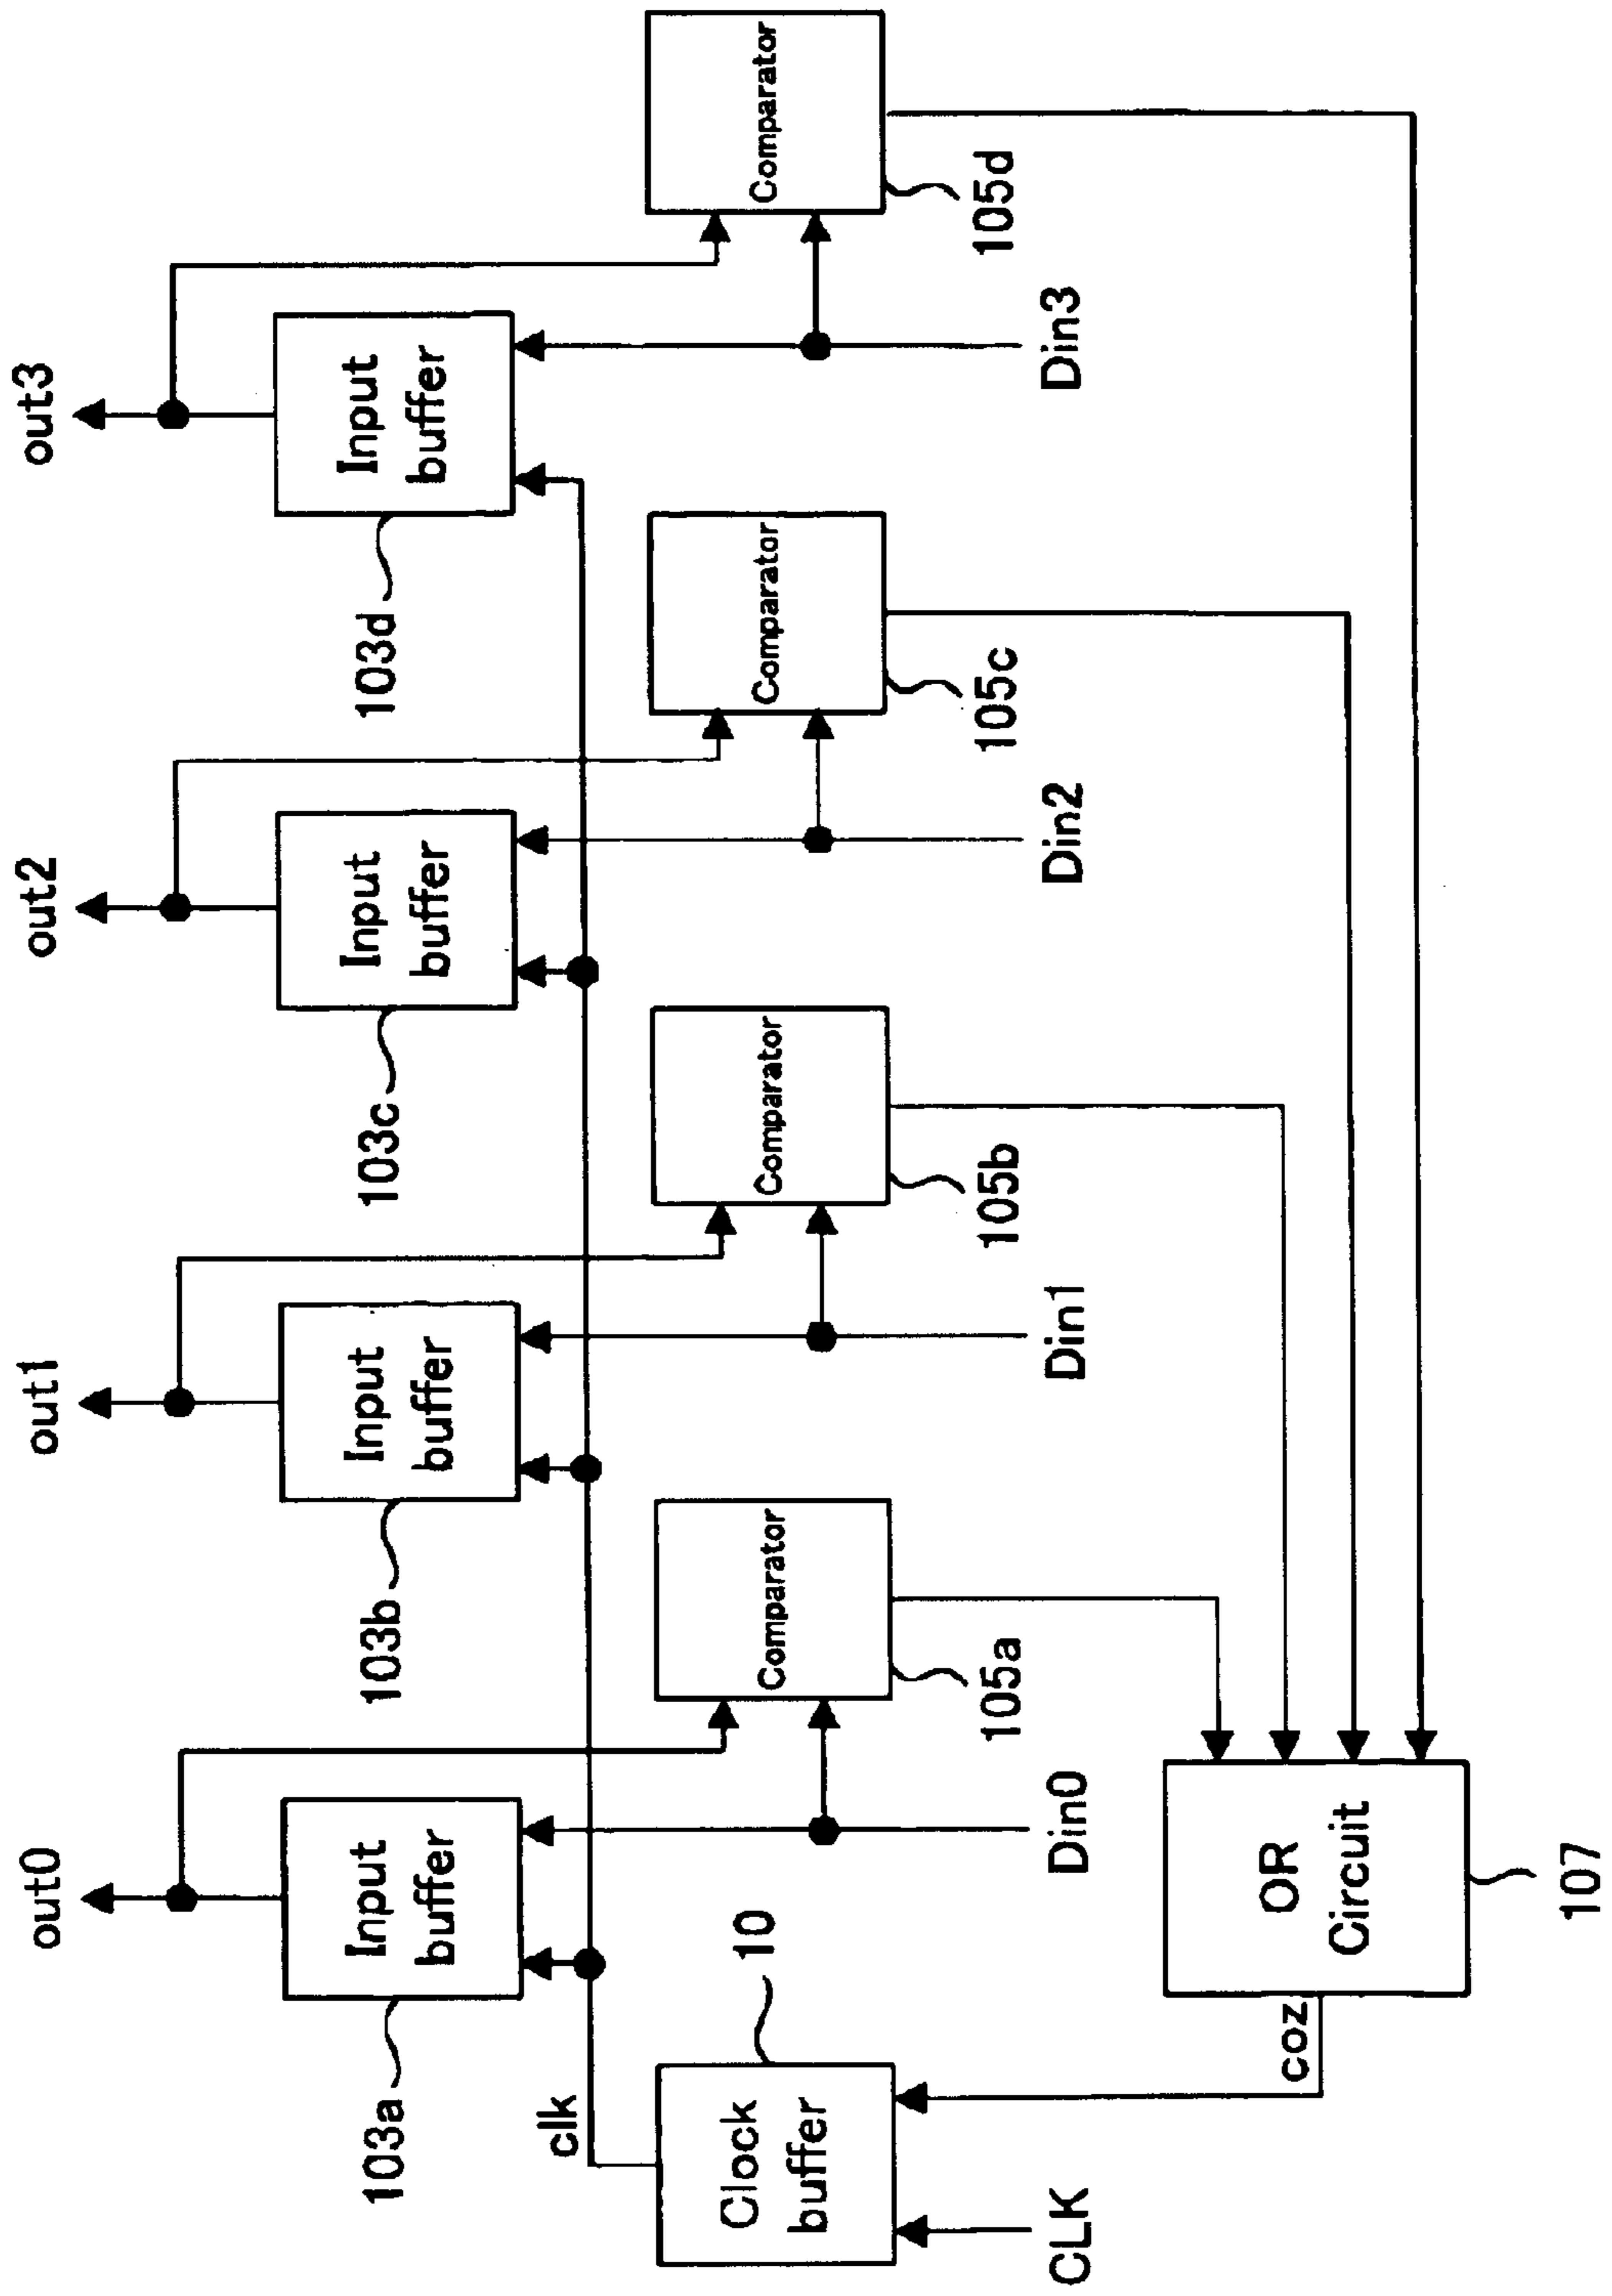 out0
out1
out2
out3
Input
buffer
Input
buffer
Input
buffer
Input
buffer
103a
103b
103c
103d
clk
Clock
buffer
10
Comparator
Comparator
Comparator
Comparator
105a
105b
105c
105d
CLK
Din0
Din1
Din2
Din3
coz
OR
Circuit
107